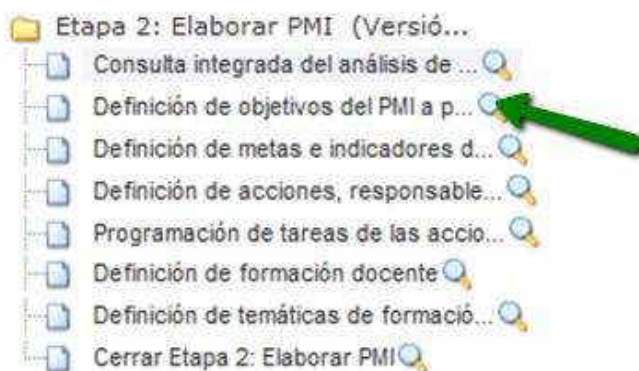 Etapa 2: Elaborar PMI (Versió...
Consulta integrada del análisis de ...
Definición de objetivos del PMI a p...
Definición de metas e indicadores d...
Definición de acciones, responsable...
Programación de tareas de las accio...
Definición de formación docente
Definición de temáticas de formació...
Cerrar Etapa 2: Elaborar PMI